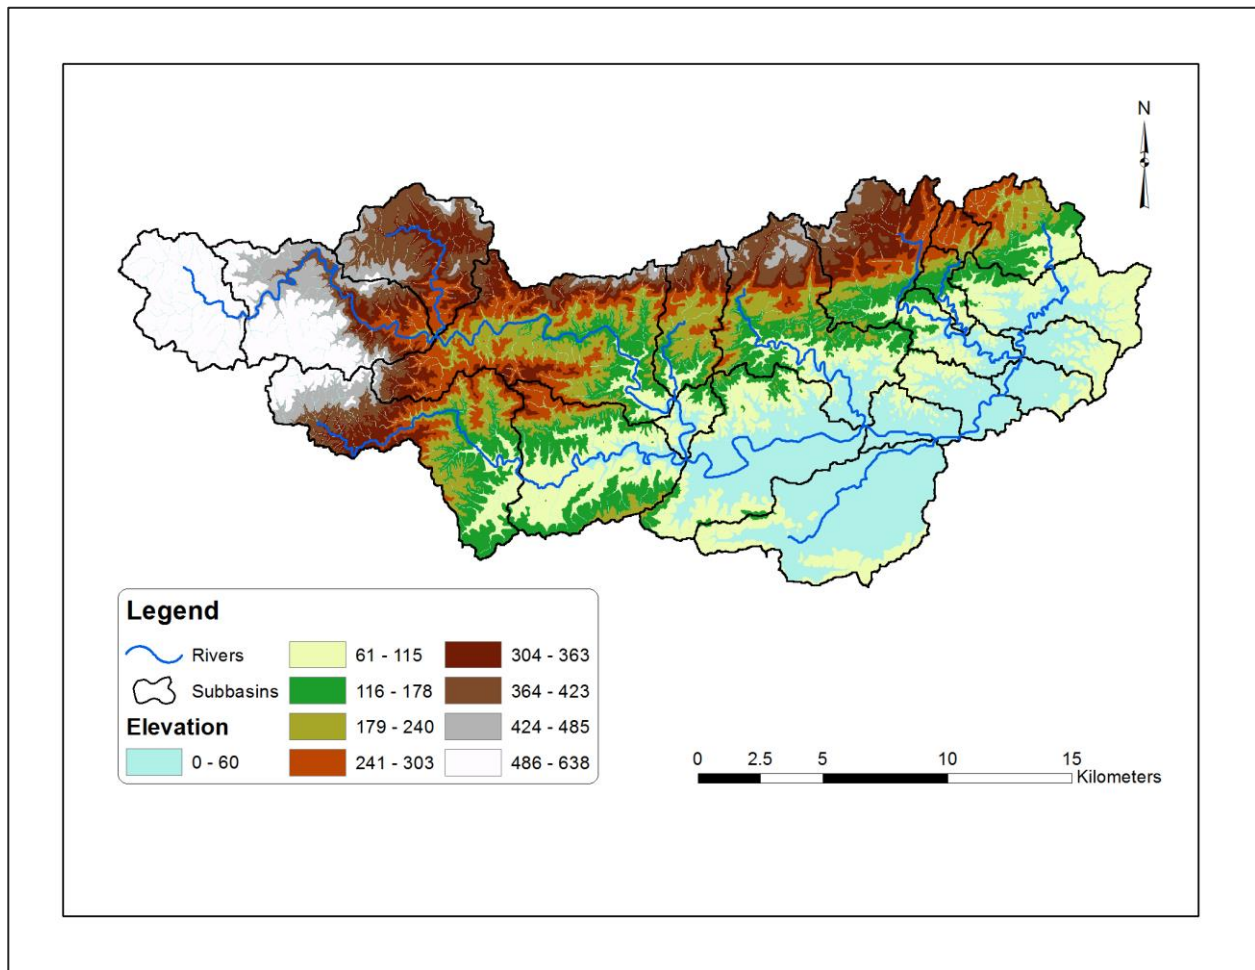 N
Legend
Rivers
Subbasins
Elevation
0 - 60
61 - 115
116 - 178
179 - 240
241 - 303
304 - 363
364 - 423
424 - 485
486 - 638
0 2.5 5 10 15
Kilometers